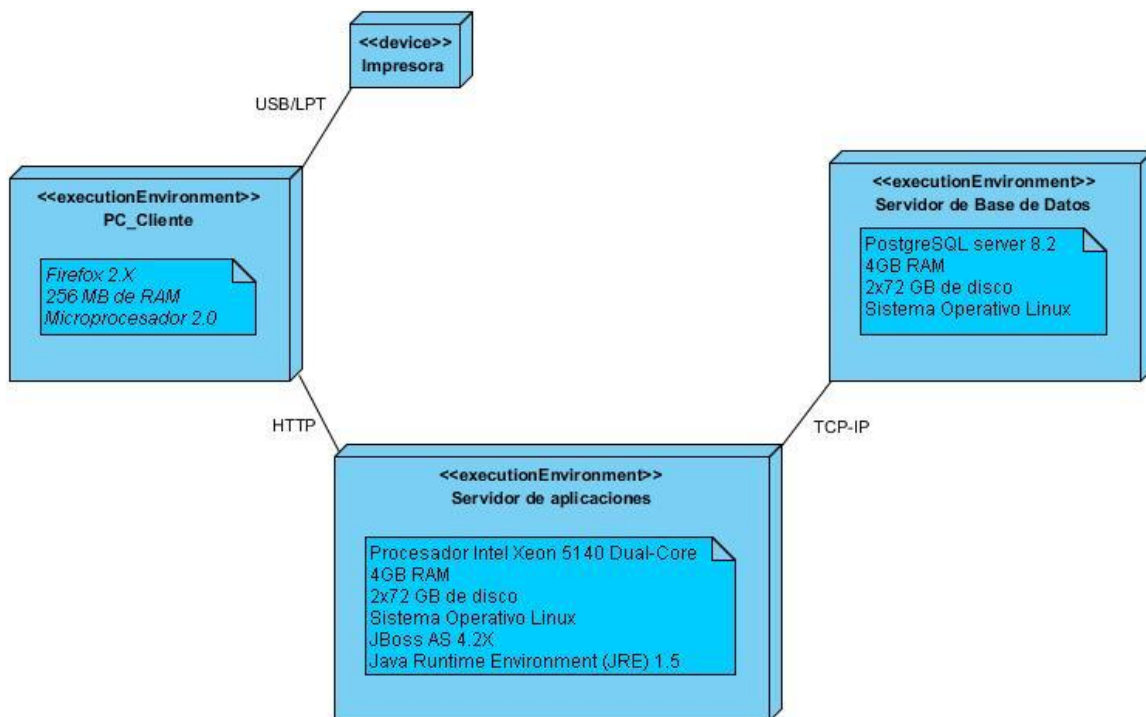 <<device>>
Impresora
USB/LPT
<<executionEnvironment>>
PC_Cliente
Firefox 2.X
256 MB de RAM
Microprocesador 2.0
<<executionEnvironment>>
Servidor de Base de Datos
PostgreSQL server 8.2
4GB RAM
2x72 GB de disco
Sistema Operativo Linux
HTTP
TCP-IP
<<executionEnvironment>>
Servidor de aplicaciones
Procesador Intel Xeon 5140 Dual-Core
4GB RAM
2x72 GB de disco
Sistema Operativo Linux
JBoss AS 4.2X
Java Runtime Environment (JRE) 1.5